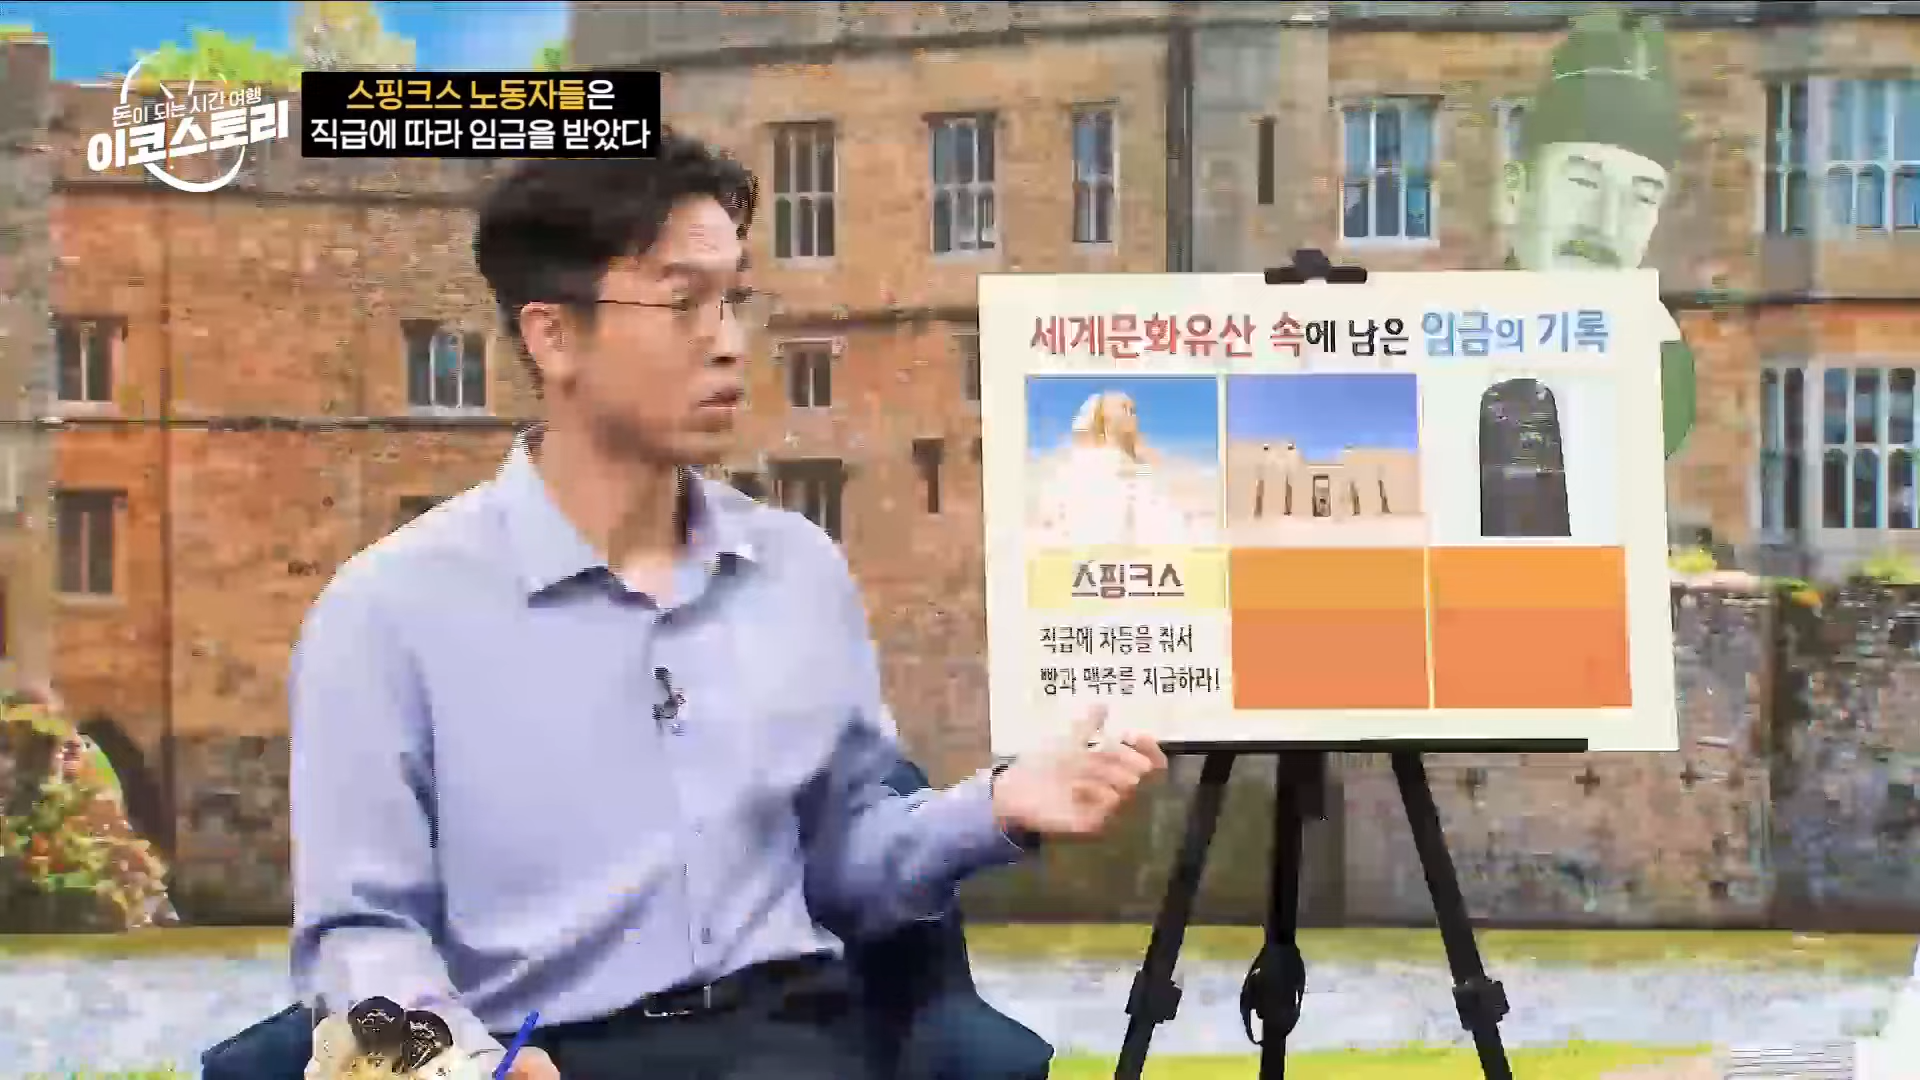 돈이 되는 시간 여행
이코스토리
스핑크스 노동자들은
직급에 따라 임금을 받았다
세계문화유산 속에 남은 임금의 기록
스핑크스
직급에 차등을 줘서
빵과 맥주를 지급하라!